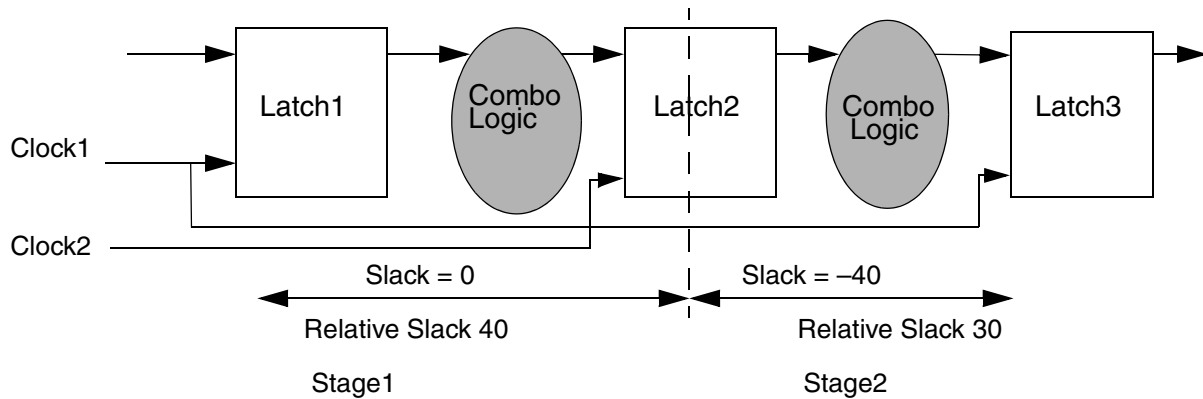 Latch1
Combo
Logic
Latch2
Combo
Logic
Latch3
Clock1
Clock2
Slack = 0
Slack = –40
Relative Slack 40
Relative Slack 30
Stage1
Stage2